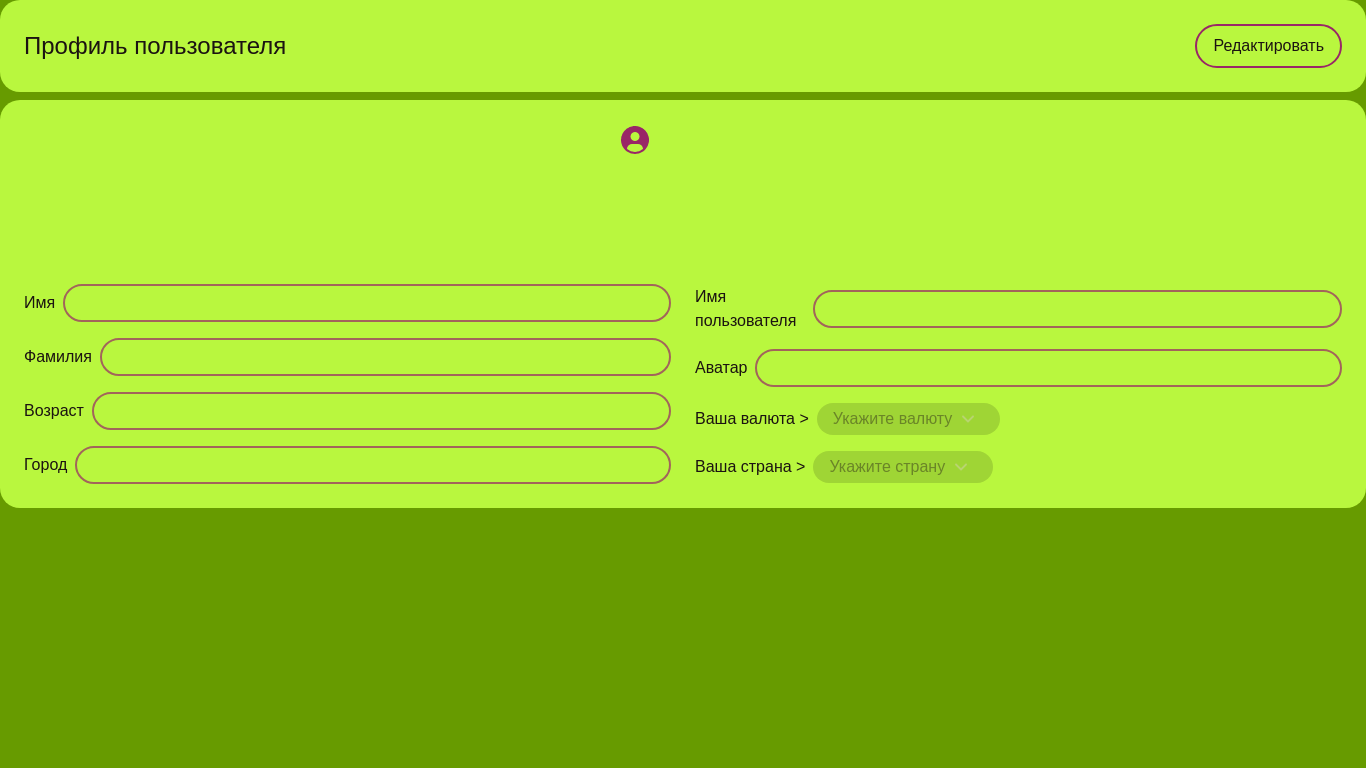 Профиль пользователя
Редактировать
Имя
Фамилия
Возраст
Город
Имя
пользователя
Аватар
Ваша валюта >
Укажите валюту
Ваша страна >
Укажите страну